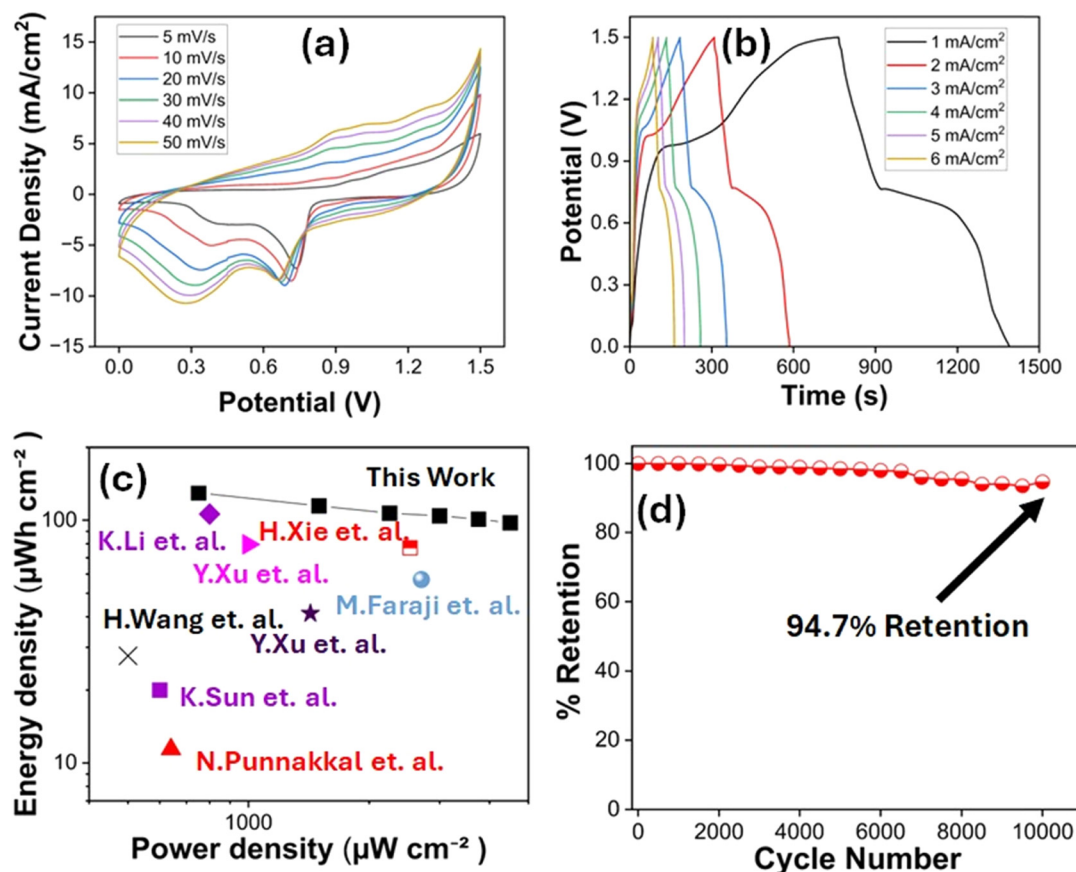 (a)
5 mV/s
10 mV/s
20 mV/s
30 mV/s
40 mV/s
50 mV/s
Current Density (mA/cm²)
15
10
5
0
−5
−10
−15
0.0 0.3 0.6 0.9 1.2 1.5
Potential (V)
(b)
1 mA/cm²
2 mA/cm²
3 mA/cm²
4 mA/cm²
5 mA/cm²
6 mA/cm²
Potential (V)
1.5
1.2
0.9
0.6
0.3
0.0
0 300 600 900 1200 1500
Time (s)
(c)
This Work
K.Li et. al.
H.Xie et. al.
Y.Xu et. al.
M.Faraji et. al.
H.Wang et. al.
Y.Xu et. al.
K.Sun et. al.
N.Punnakkal et. al.
Energy density (µWh cm⁻²)
100
10
1000
Power density (µW cm⁻² )
(d)
94.7% Retention
% Retention
100
80
60
40
20
0
0 2000 4000 6000 8000 10000
Cycle Number